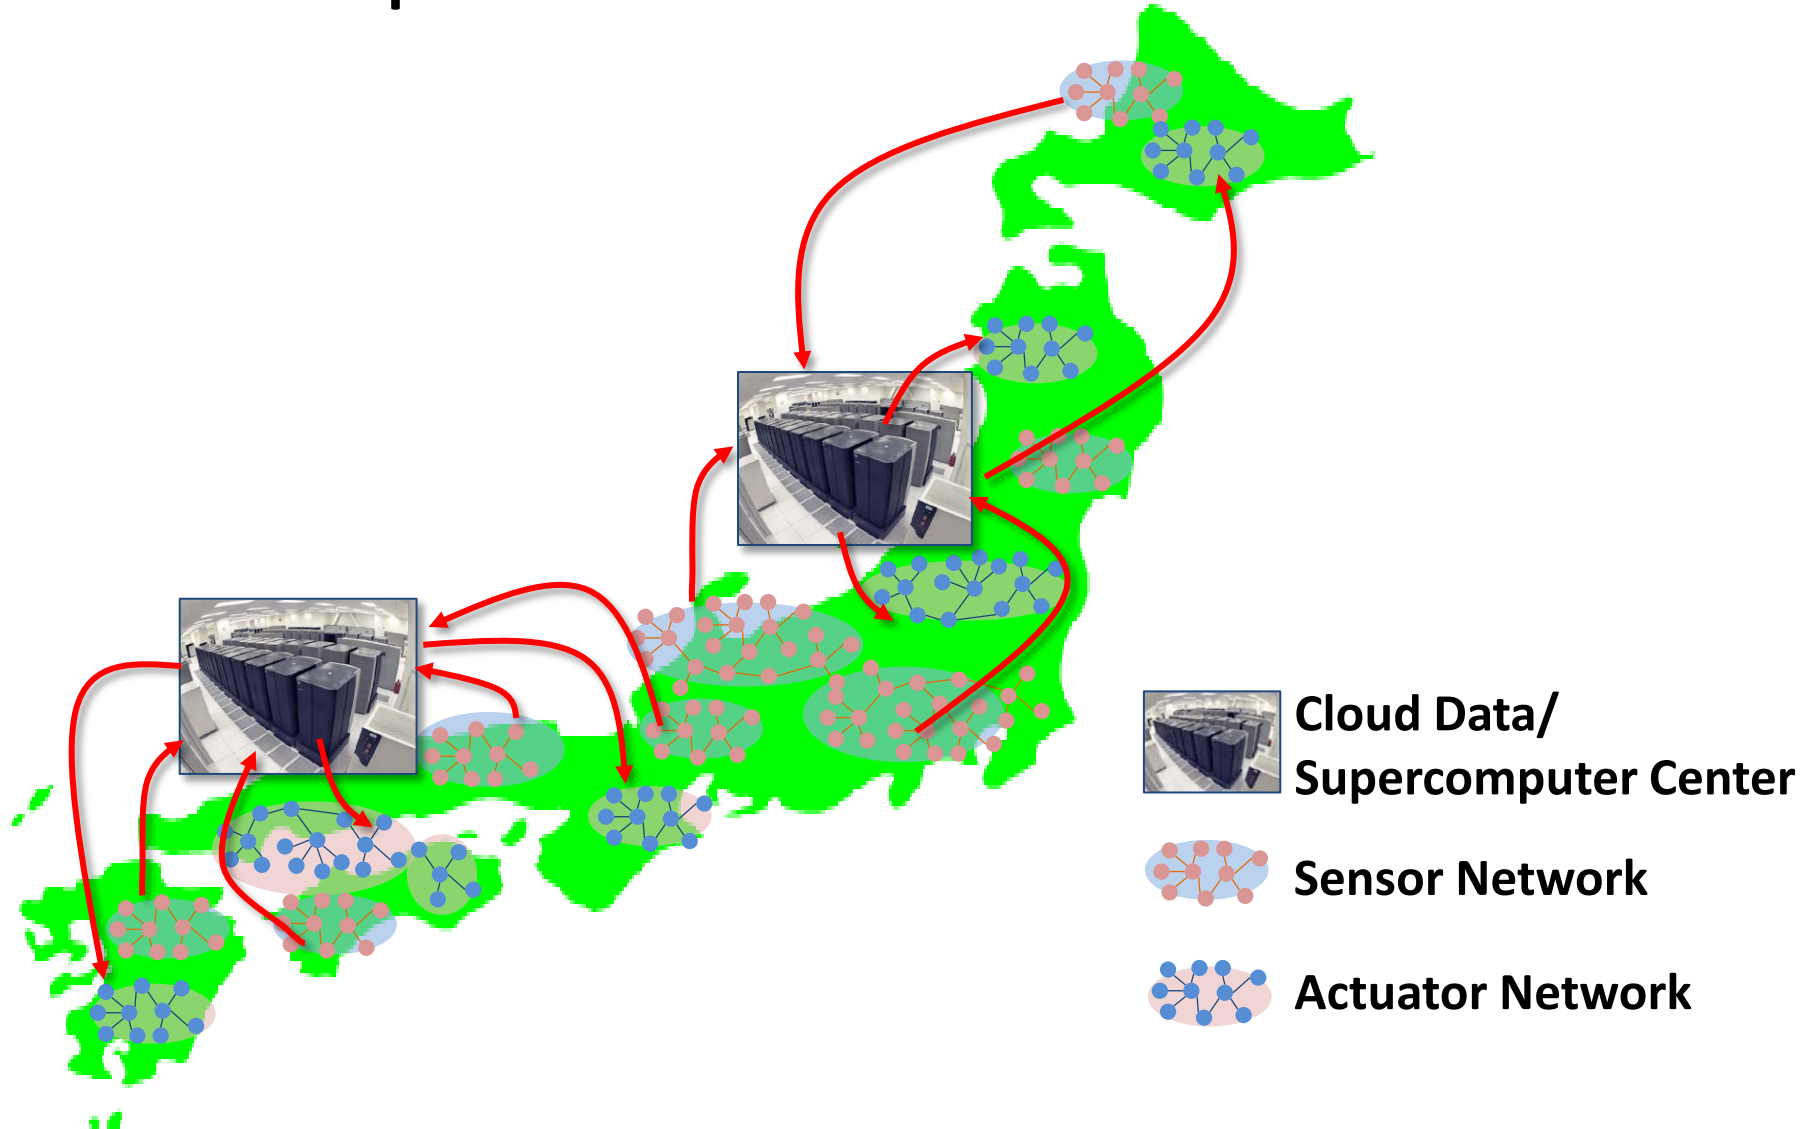 Cloud Data/
Supercomputer Center
Sensor Network
Actuator Network